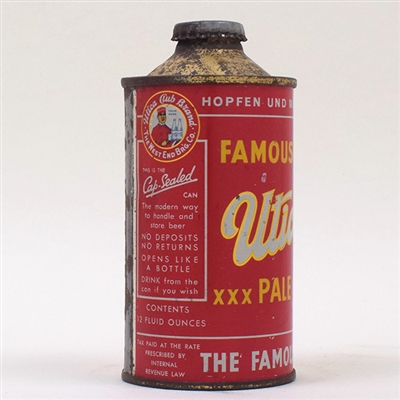 HOPFEN UND
Utica Club Brand
THE WEST END BRG. CO.
THIS IS THE
Cap-Sealed
CAN
The modern way
to handle and
store beer
NO DEPOSITS
NO RETURNS
OPENS LIKE
A BOTTLE
DRINK from the
can if you wish
CONTENTS
12 FLUID OUNCES
TAX PAID AT THE RATE
PRESCRIBED BY
INTERNAL
REVENUE LAW
FAMOUS
Utic
XXX PALE
THE FAMO